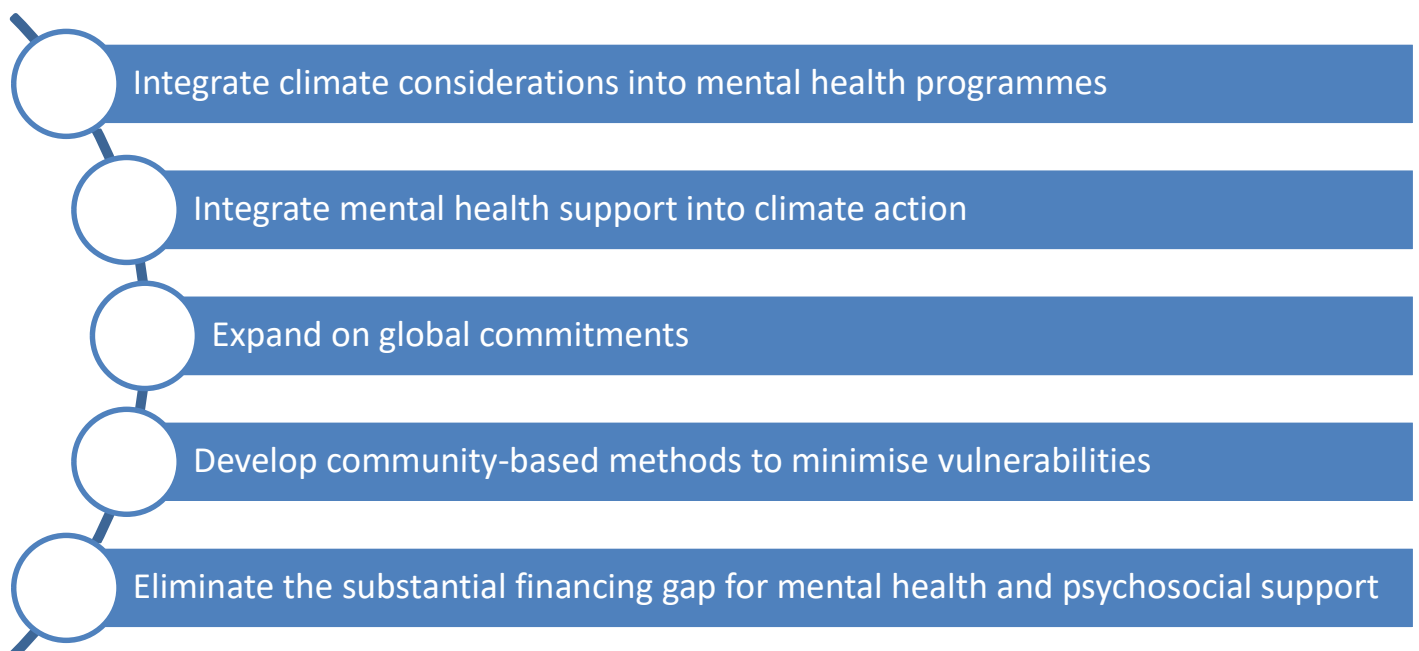 Integrate climate considerations into mental health programmes
Integrate mental health support into climate action
Expand on global commitments
Develop community-based methods to minimise vulnerabilities
Eliminate the substantial financing gap for mental health and psychosocial support